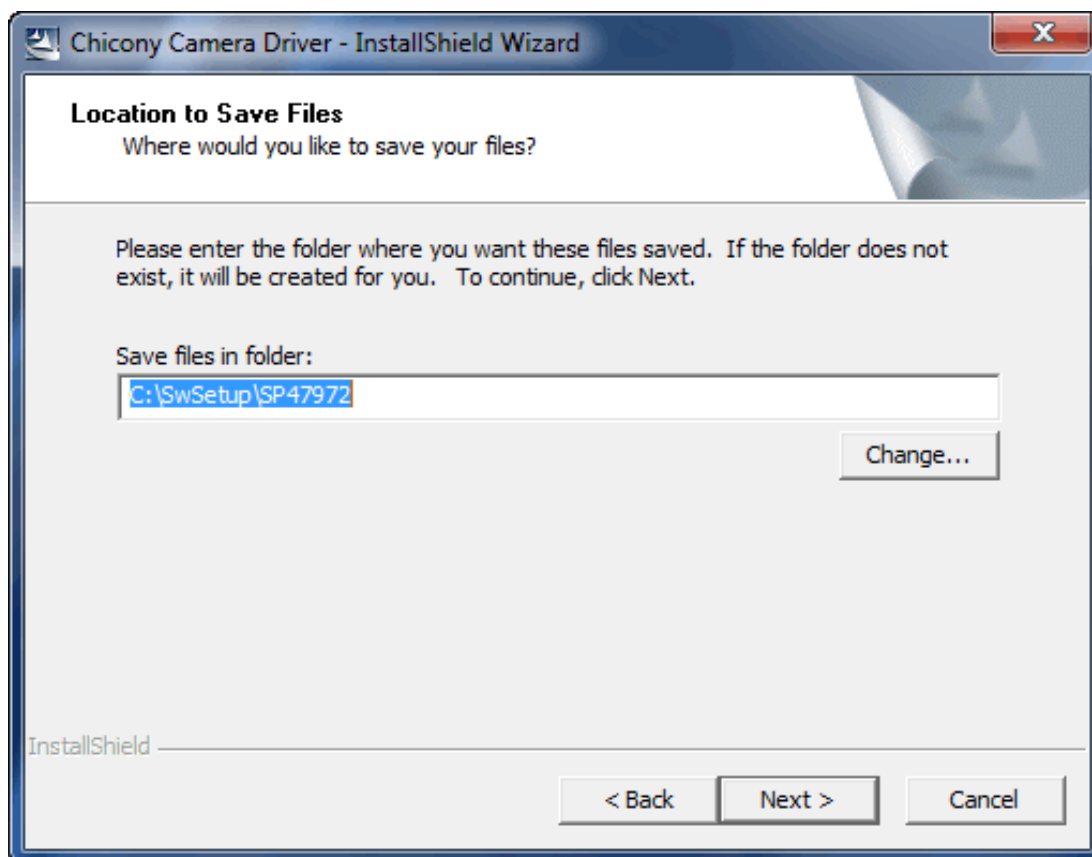 Chicony Camera Driver - InstallShield Wizard
Location to Save Files
Where would you like to save your files?
Please enter the folder where you want these files saved.  If the folder does not
exist, it will be created for you.   To continue, click Next.
Save files in folder:
C:\SwSetup\SP47972
Change...
InstallShield
< Back
Next >
Cancel